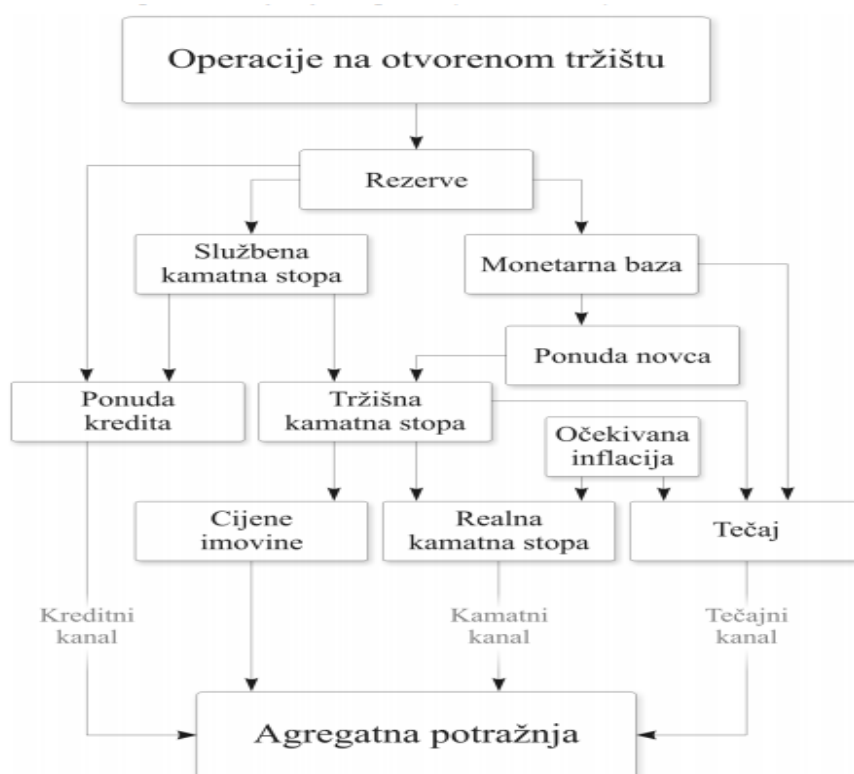 Operacije na otvorenom tržištu
Rezerve
Službena
kamatna stopa
Monetarna baza
Ponuda novca
Ponuda
kredita
Tržišna
kamatna stopa
Očekivana
inflacija
Cijene
imovine
Realna
kamatna stopa
Tečaj
Kreditni
kanal
Kamatni
kanal
Tečajni
kanal
Agregatna potražnja